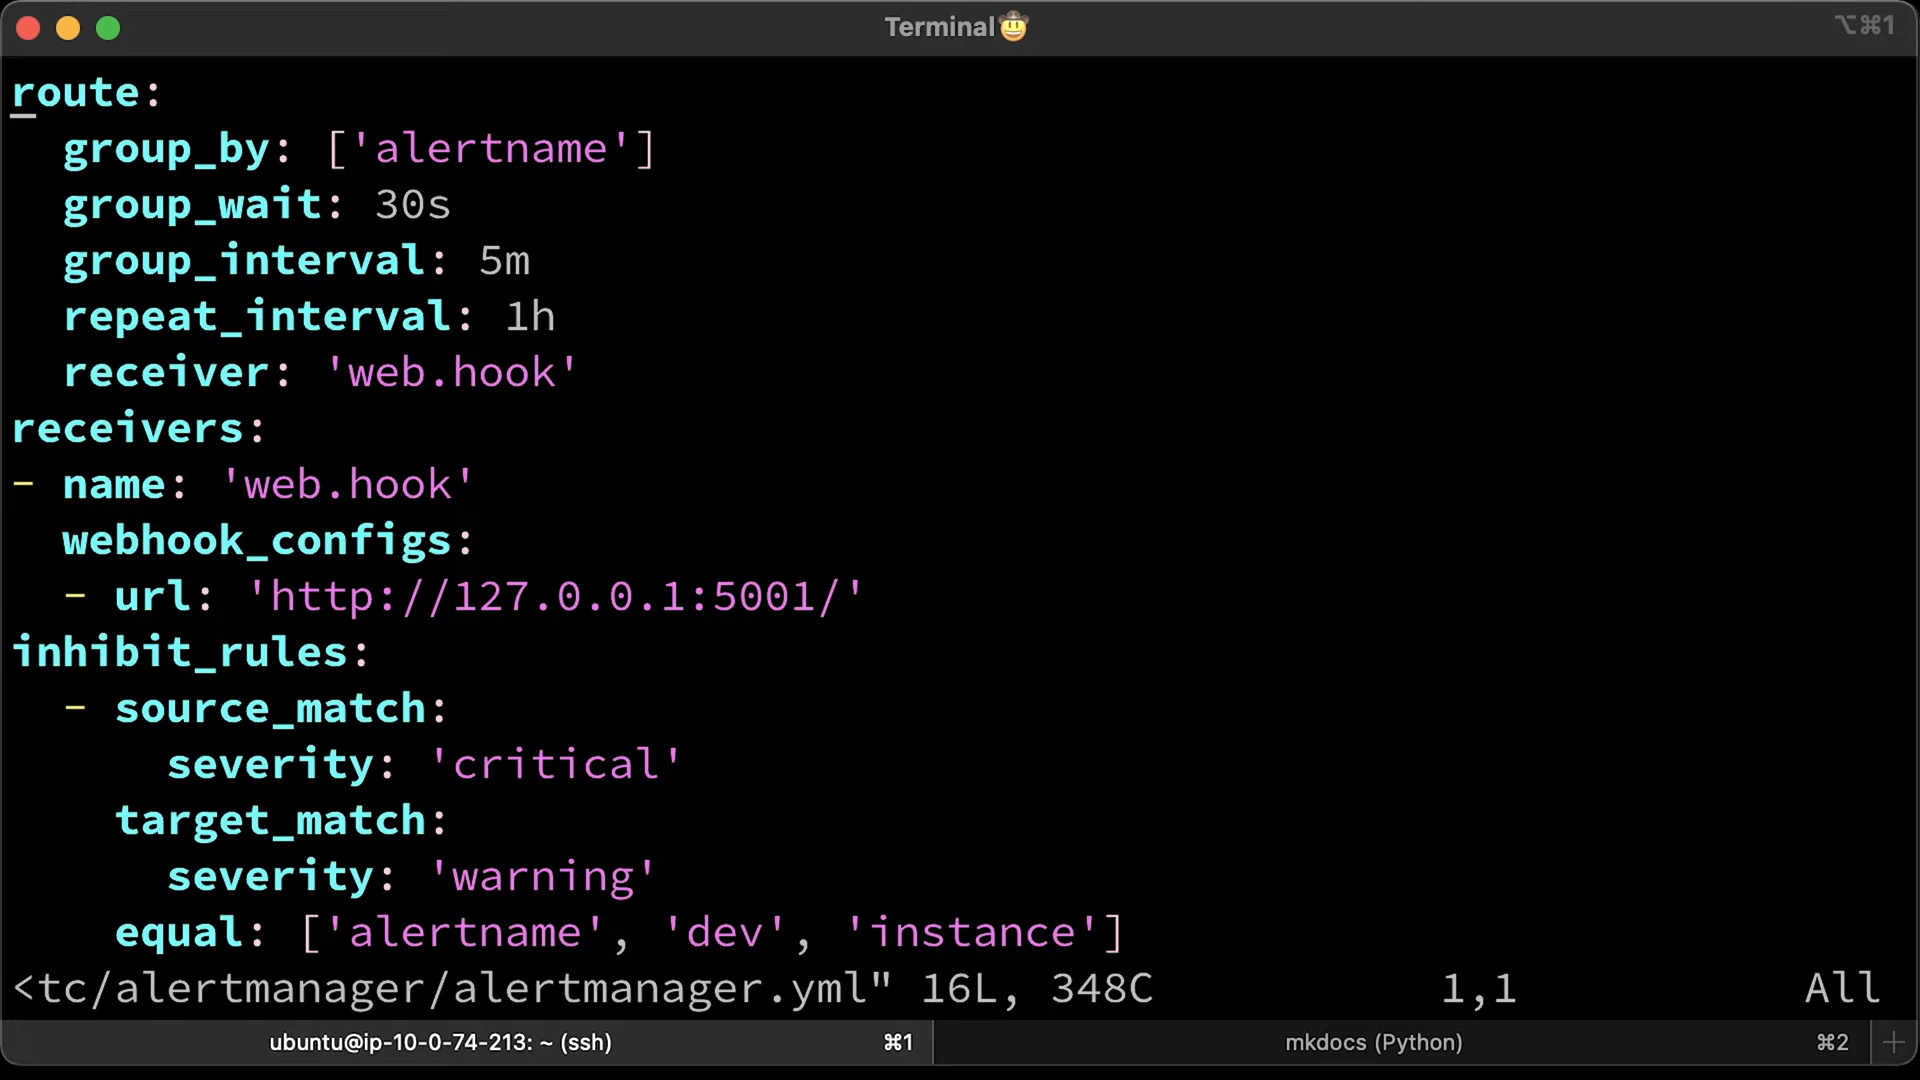 Terminal🤠
⌥⌘1
route:
  group_by: ['alertname']
  group_wait: 30s
  group_interval: 5m
  repeat_interval: 1h
  receiver: 'web.hook'
receivers:
- name: 'web.hook'
  webhook_configs:
  - url: 'http://127.0.0.1:5001/'
inhibit_rules:
  - source_match:
      severity: 'critical'
    target_match:
      severity: 'warning'
    equal: ['alertname', 'dev', 'instance']
<tc/alertmanager/alertmanager.yml" 16L, 348C 1,1 All
ubuntu@ip-10-0-74-213: ~ (ssh) ⌘1 mkdocs (Python) ⌘2 +